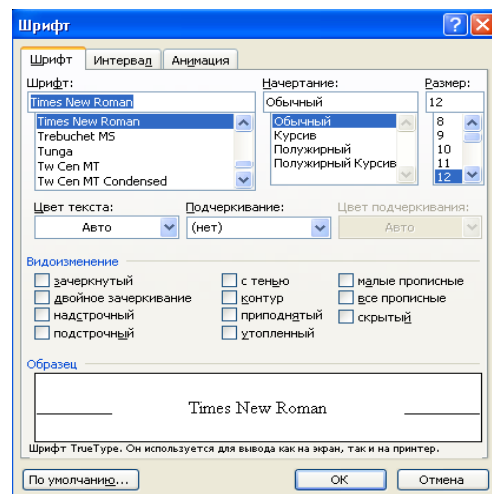 Шрифт
Шрифт Интервал Анимация
Шрифт: Начертание: Размер:
Times New Roman Обычный 12
Times New Roman Обычный 8
Trebuchet MS Курсив 9
Tunga Полужирный 10
Tw Cen MT Полужирный Курсив 11
Tw Cen MT Condensed 12
Цвет текста: Подчеркивание: Цвет подчеркивания:
Авто (нет) Авто
Видоизменение
зачеркнутый с тенью малые прописные
двойное зачеркивание контур все прописные
надстрочный приподнятый скрытый
подстрочный утопленный
Образец
Times New Roman
Шрифт TrueType. Он используется для вывода как на экран, так и на принтер.
По умолчанию... ОК Отмена